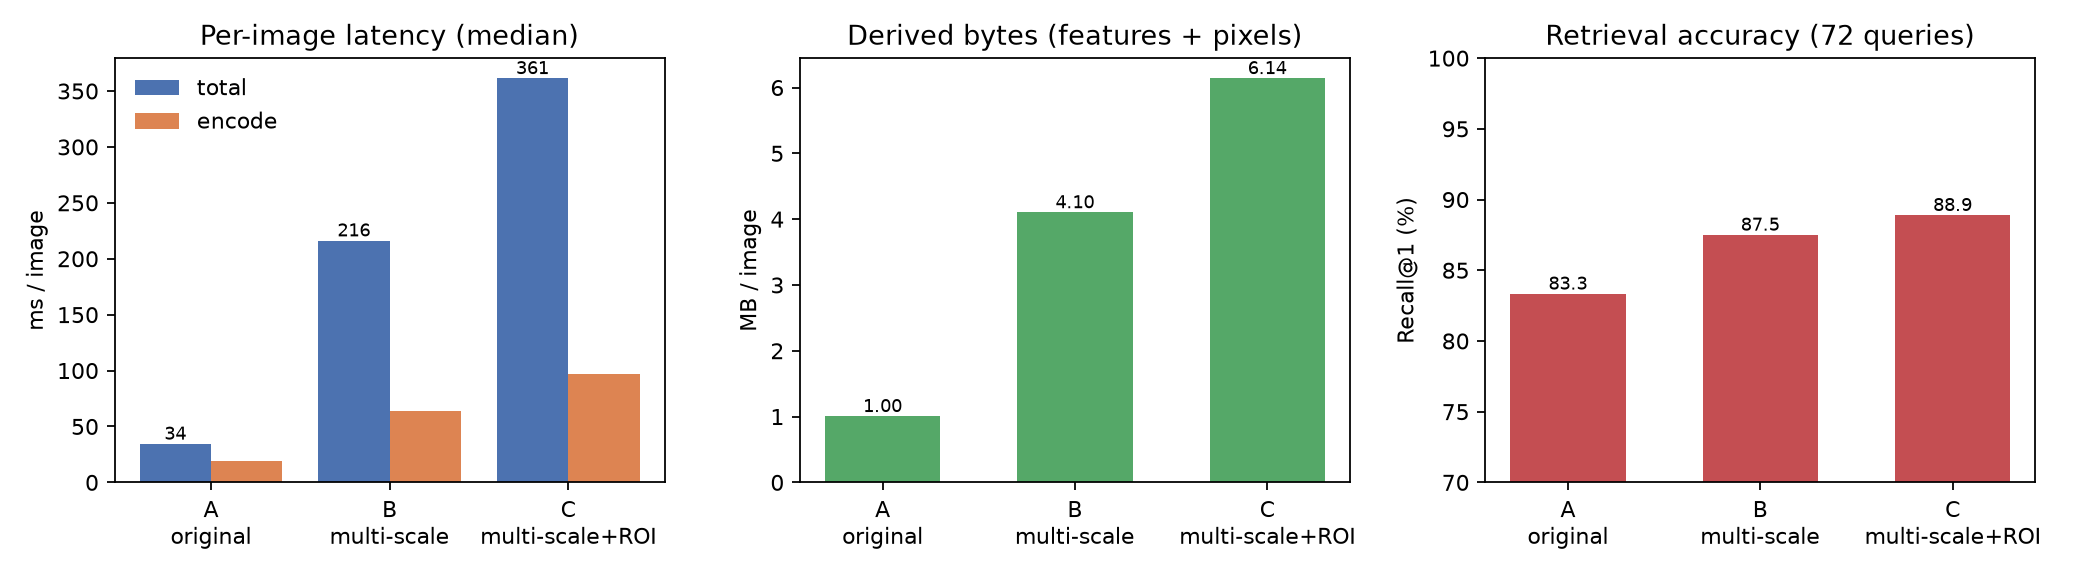 Per-image latency (median)
ms / image
350
300
250
200
150
100
50
0
total
encode
34
216
361
A
original
B
multi-scale
C
multi-scale+ROI
Derived bytes (features + pixels)
MB / image
6
5
4
3
2
1
0
1.00
4.10
6.14
A
original
B
multi-scale
C
multi-scale+ROI
Retrieval accuracy (72 queries)
Recall@1 (%)
100
95
90
85
80
75
70
83.3
87.5
88.9
A
original
B
multi-scale
C
multi-scale+ROI